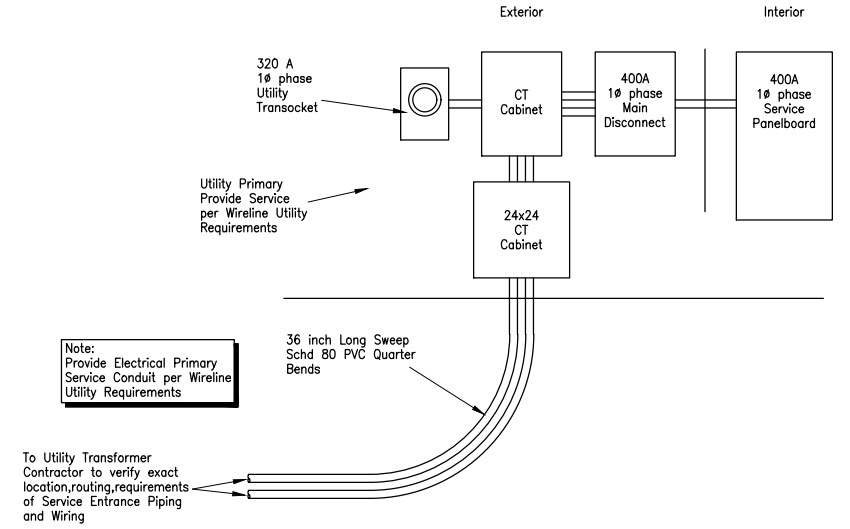 Exterior
Interior
320 A
1ø phase
Utility
Transocket
CT
Cabinet
400A
1ø phase
Main
Disconnect
400A
1ø phase
Service
Panelboard
Utility Primary
Provide Service
per Wireline Utility
Requirements
24x24
CT
Cabinet
36 inch Long Sweep
Schd 80 PVC Quarter
Bends
Note:
Provide Electrical Primary
Service Conduit per Wireline
Utility Requirements
To Utility Transformer
Contractor to verify exact
location,routing,requirements
of Service Entrance Piping
and Wiring